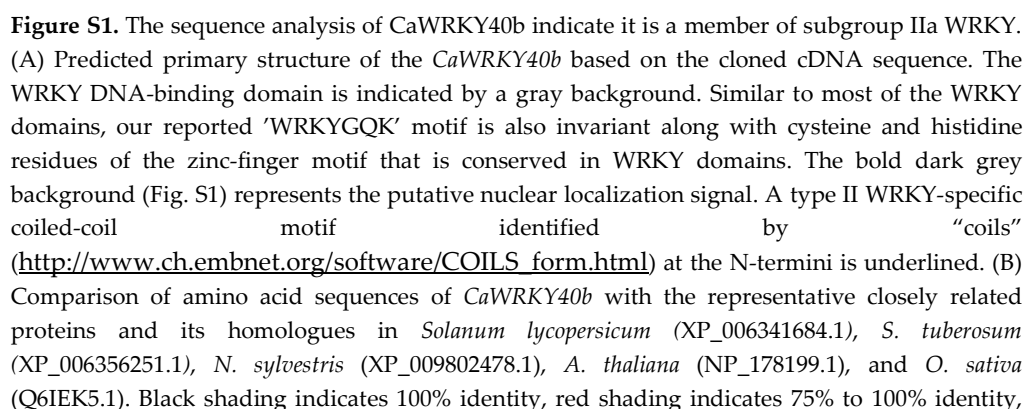 Figure S1. The sequence analysis of CaWRKY40b indicate it is a member of subgroup IIa WRKY.
(A) Predicted primary structure of the CaWRKY40b based on the cloned cDNA sequence. The
WRKY DNA-binding domain is indicated by a gray background. Similar to most of the WRKY
domains, our reported 'WRKYGQK' motif is also invariant along with cysteine and histidine
residues of the zinc-finger motif that is conserved in WRKY domains. The bold dark grey
background (Fig. S1) represents the putative nuclear localization signal. A type II WRKY-specific
coiled-coil motif identified by “coils”
(http://www.ch.embnet.org/software/COILS_form.html) at the N-termini is underlined. (B)
Comparison of amino acid sequences of CaWRKY40b with the representative closely related
proteins and its homologues in Solanum lycopersicum (XP_006341684.1), S. tuberosum
(XP_006356251.1), N. sylvestris (XP_009802478.1), A. thaliana (NP_178199.1), and O. sativa
(Q6IEK5.1). Black shading indicates 100% identity, red shading indicates 75% to 100% identity,